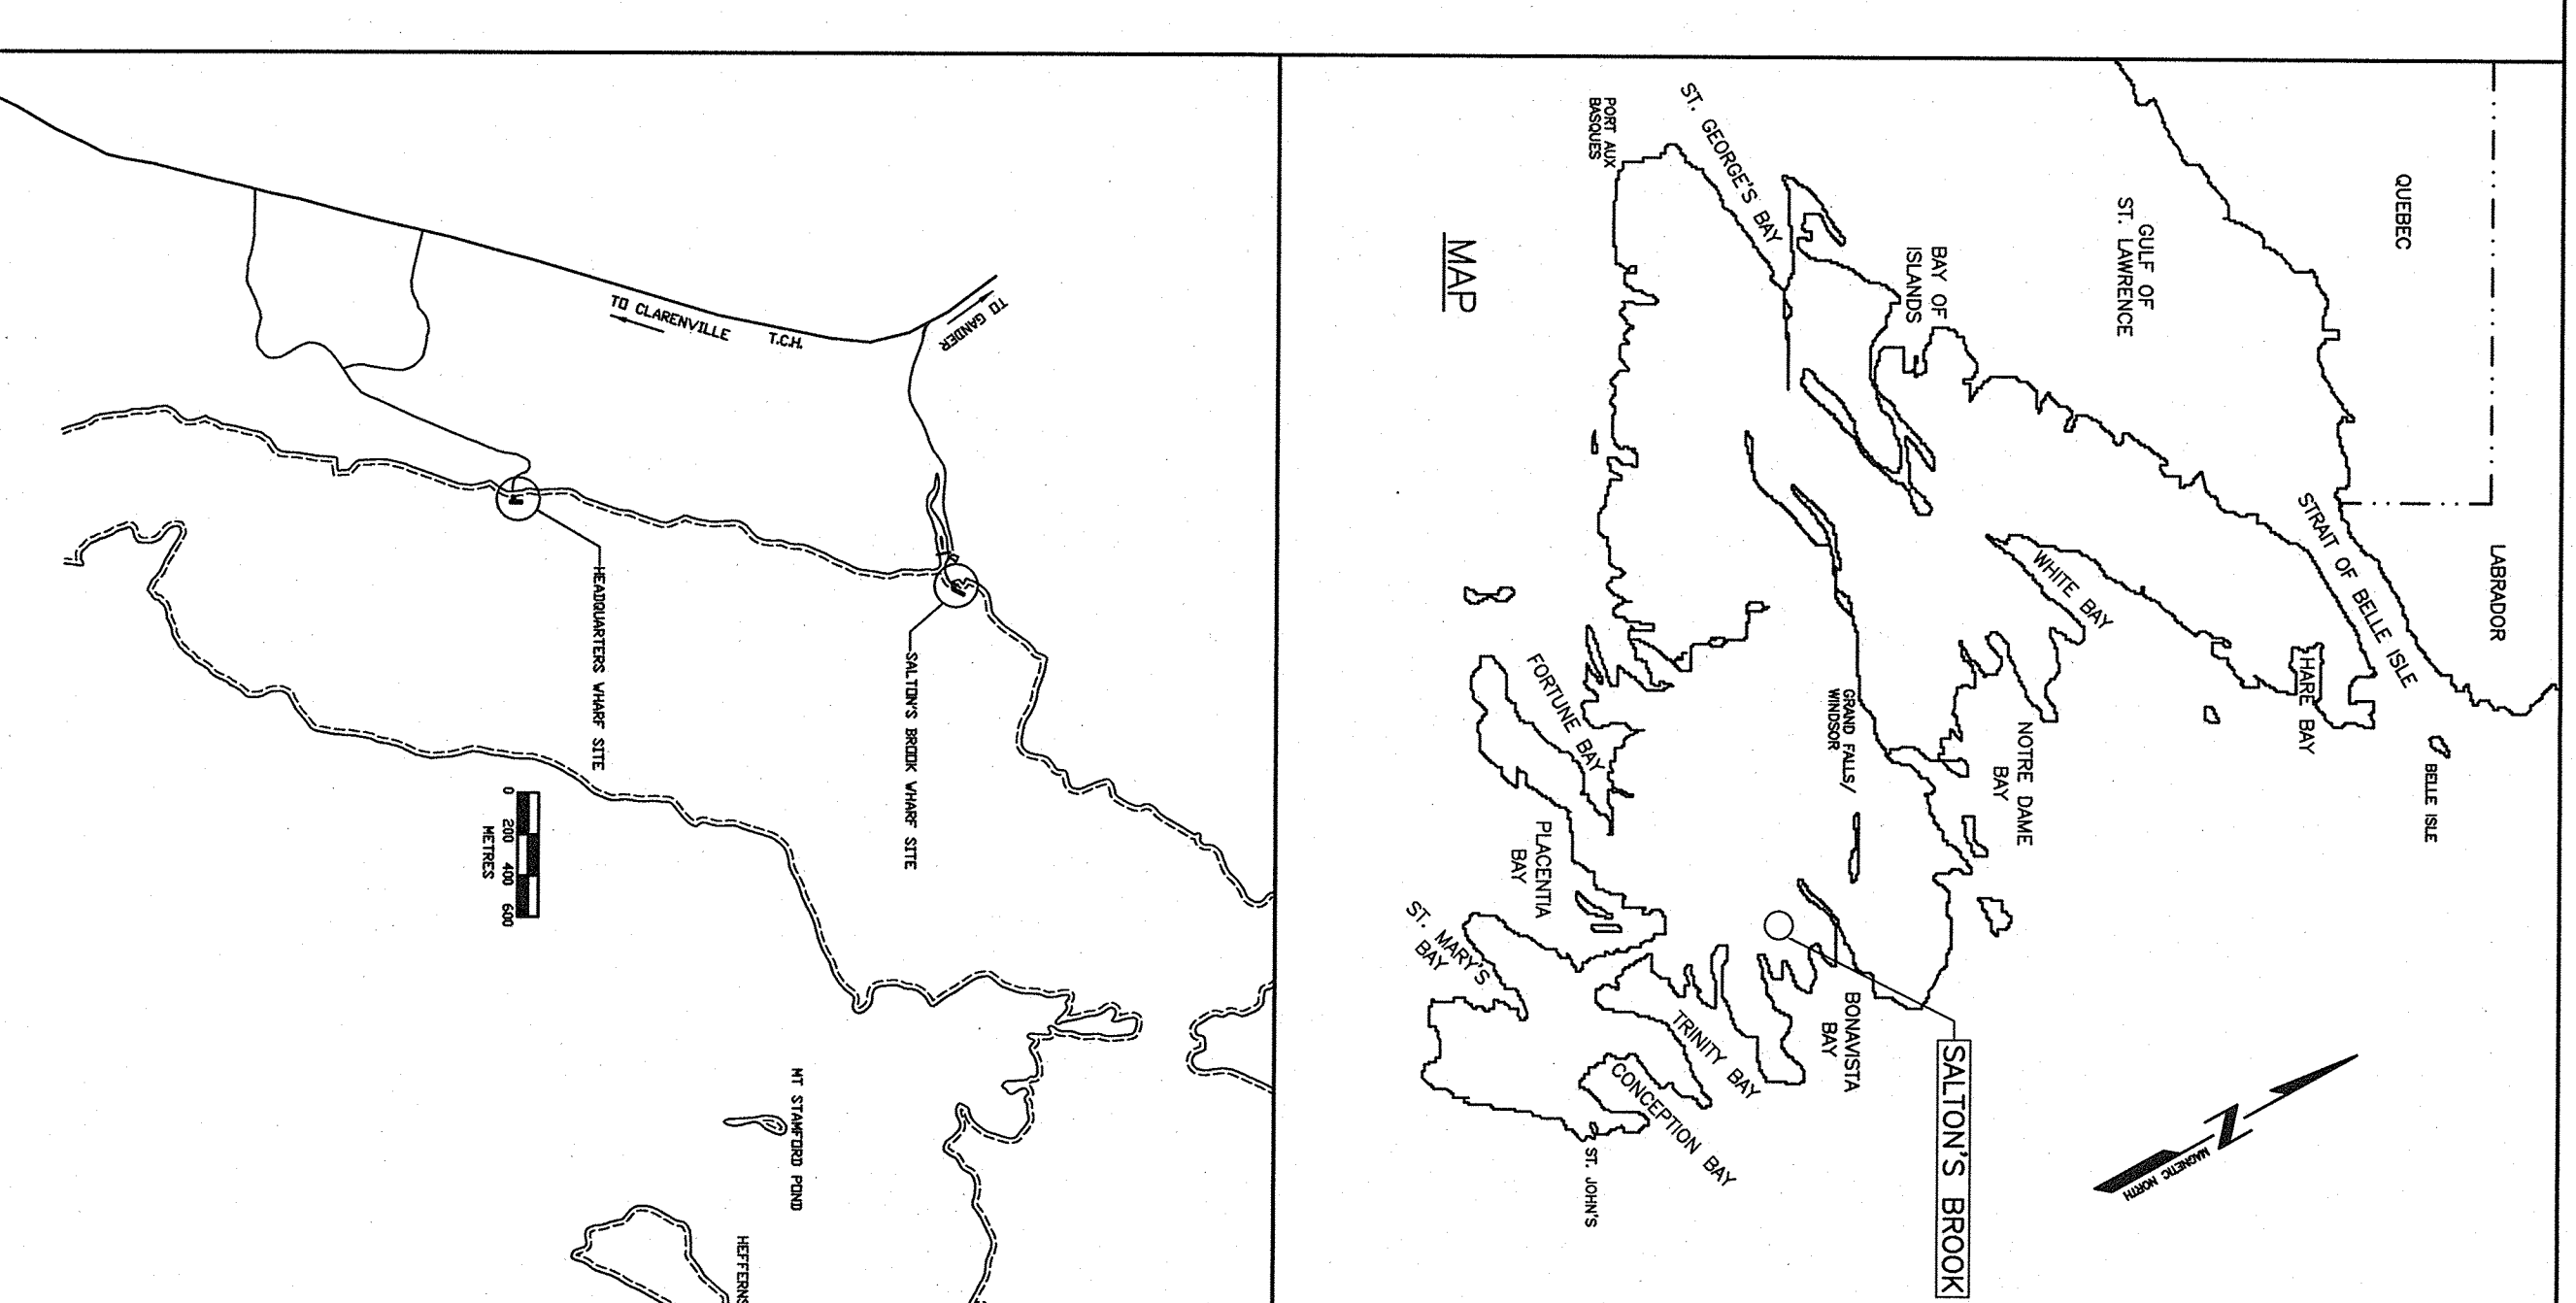 QUEBEC
LABRADOR
GULF OF
ST. LAWRENCE
STRAIT OF BELLE ISLE
BELLE ISLE
HARE BAY
WHITE BAY
BAY OF
ISLANDS
NOTRE DAME
BAY
ST. GEORGE'S BAY
GRAND FALLS/
WINDSOR
PORT AUX
BASQUES
FORTUNE BAY
PLACENTIA
BAY
ST. MARY'S
BAY
BONAVISTA
BAY
TRINITY BAY
CONCEPTION BAY
ST. JOHN'S
SALTON'S BROOK
N
MAGNETIC NORTH
MAP
TO GANDER
TO CLARENVILLE
T.C.H.
SALTON'S BROOK WHARF SITE
HEADQUARTERS WHARF SITE
0 200 400 600
METRES
MT STAMFORD POND
HEFFERNS